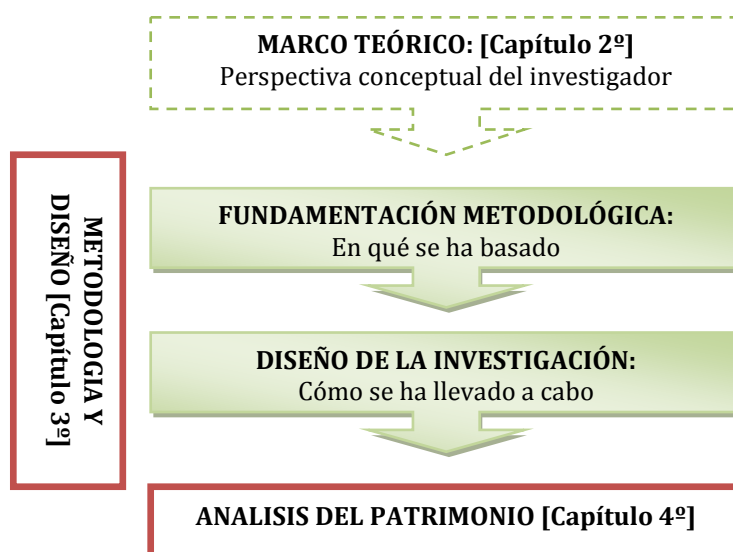 MARCO TEÓRICO: [Capítulo 2º]
Perspectiva conceptual del investigador
METODOLOGIA Y
DISEÑO [Capítulo 3º]
FUNDAMENTACIÓN METODOLÓGICA:
En qué se ha basado
DISEÑO DE LA INVESTIGACIÓN:
Cómo se ha llevado a cabo
ANALISIS DEL PATRIMONIO [Capítulo 4º]